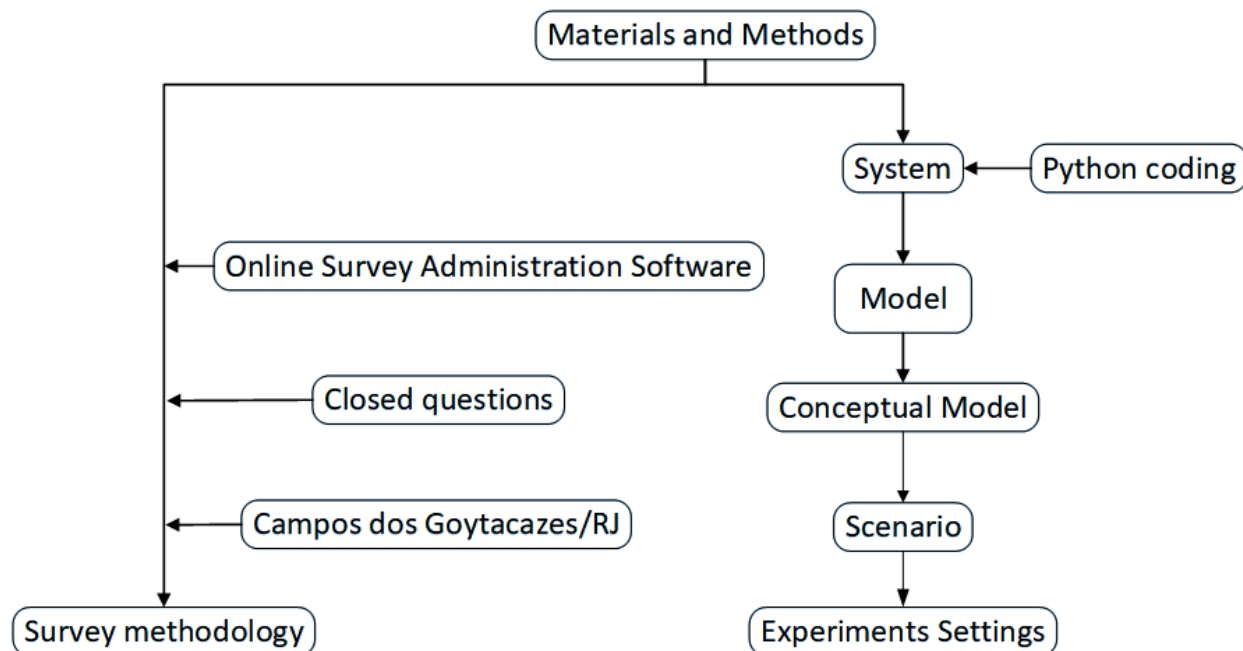 Materials and Methods
System
Python coding
Online Survey Administration Software
Model
Closed questions
Conceptual Model
Campos dos Goytacazes/RJ
Scenario
Survey methodology
Experiments Settings